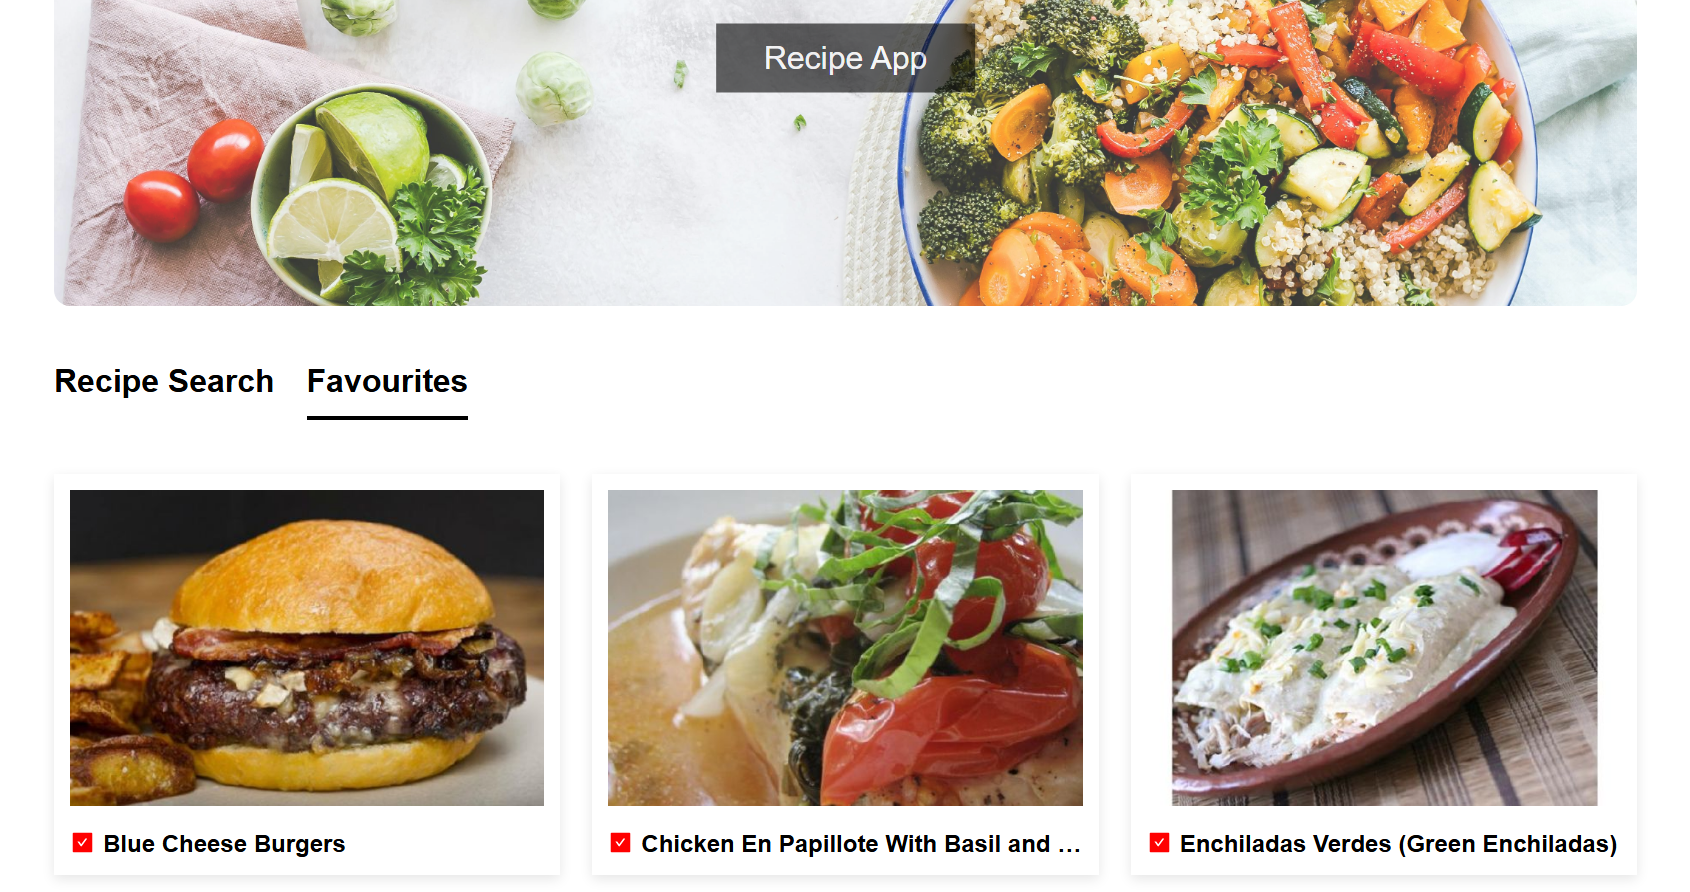 Recipe App
Recipe Search
Favourites
Blue Cheese Burgers
Chicken En Papillote With Basil and ...
Enchiladas Verdes (Green Enchiladas)